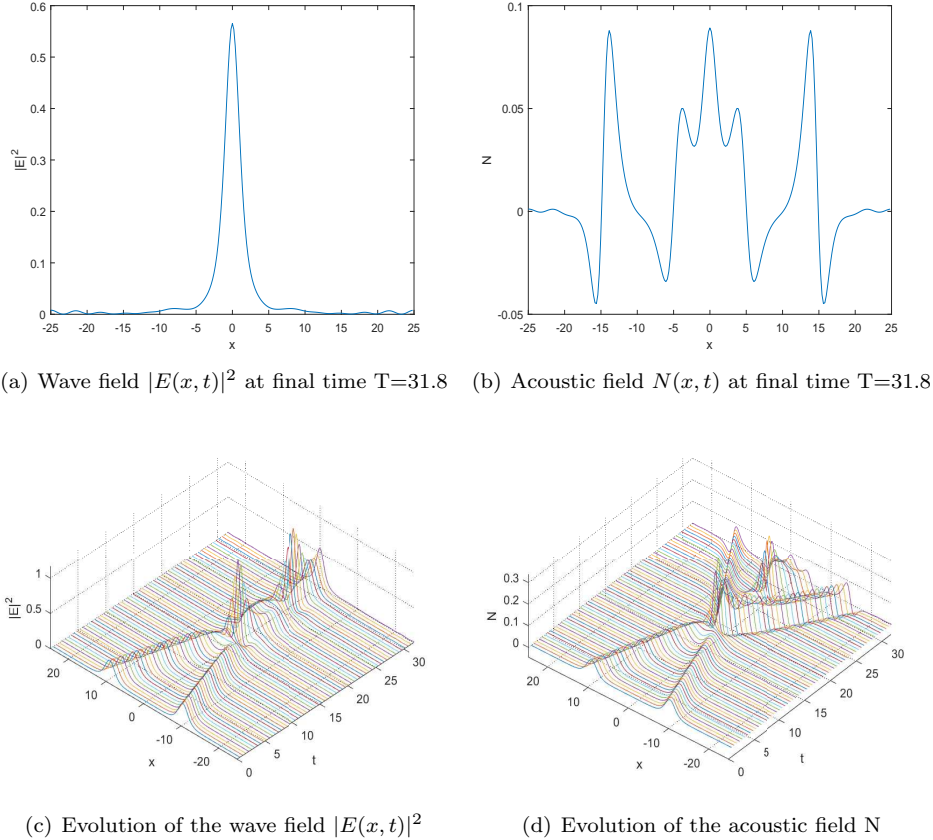 0.6
0.5
0.4
0.3
0.2
0.1
0
|E|²
-25 -20 -15 -10 -5 0 5 10 15 20 25
x
0.1
0.05
0
-0.05
N
-25 -20 -15 -10 -5 0 5 10 15 20 25
x
(a) Wave field |E(x, t)|² at final time T=31.8
(b) Acoustic field N(x, t) at final time T=31.8
1
0.5
0
|E|²
20 10 0 -10 -20
x
0 5 10 15 20 25 30
t
0.3
0.2
0.1
0
N
20 10 0 -10 -20
x
0 5 10 15 20 25 30
t
(c) Evolution of the wave field |E(x, t)|²
(d) Evolution of the acoustic field N